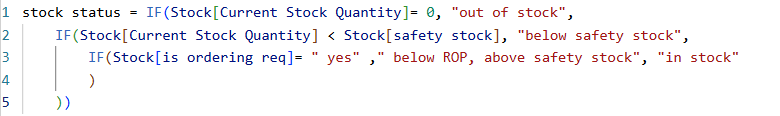 1 stock status = IF(Stock[Current Stock Quantity]= 0, "out of stock",
2 IF(Stock[Current Stock Quantity] < Stock[safety stock], "below safety stock",
3 IF(Stock[is ordering req]= " yes" ," below ROP, above safety stock", "in stock"
4 )
5 ))